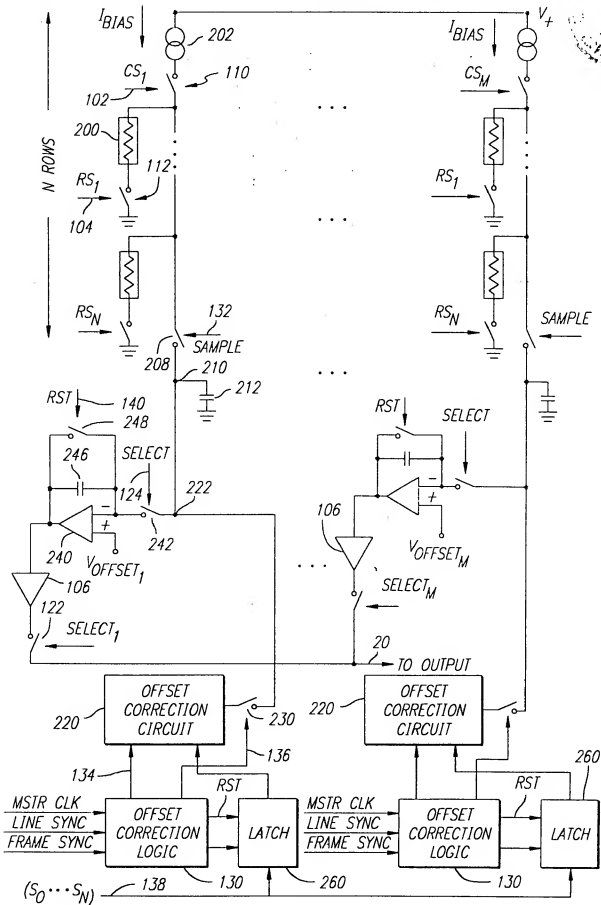 I_BIAS
V+
202
I_BIAS
CS_1
110
CS_M
102
200
N ROWS
RS_1
112
RS_1
104
RS_N
132
RS_N
SAMPLE
SAMPLE
208
210
212
RST
140
248
SELECT
RST
SELECT
246
124
222
−
+
−
+
240
242
106
V_OFFSET_1
V_OFFSET_M
106
122
SELECT_1
SELECT_M
20
TO OUTPUT
220
OFFSET
CORRECTION
CIRCUIT
230
220
OFFSET
CORRECTION
CIRCUIT
134
136
260
MSTR CLK
LINE SYNC
FRAME SYNC
OFFSET
CORRECTION
LOGIC
RST
LATCH
MSTR CLK
LINE SYNC
FRAME SYNC
OFFSET
CORRECTION
LOGIC
RST
LATCH
130
260
130
(S_0 ··· S_N)
138